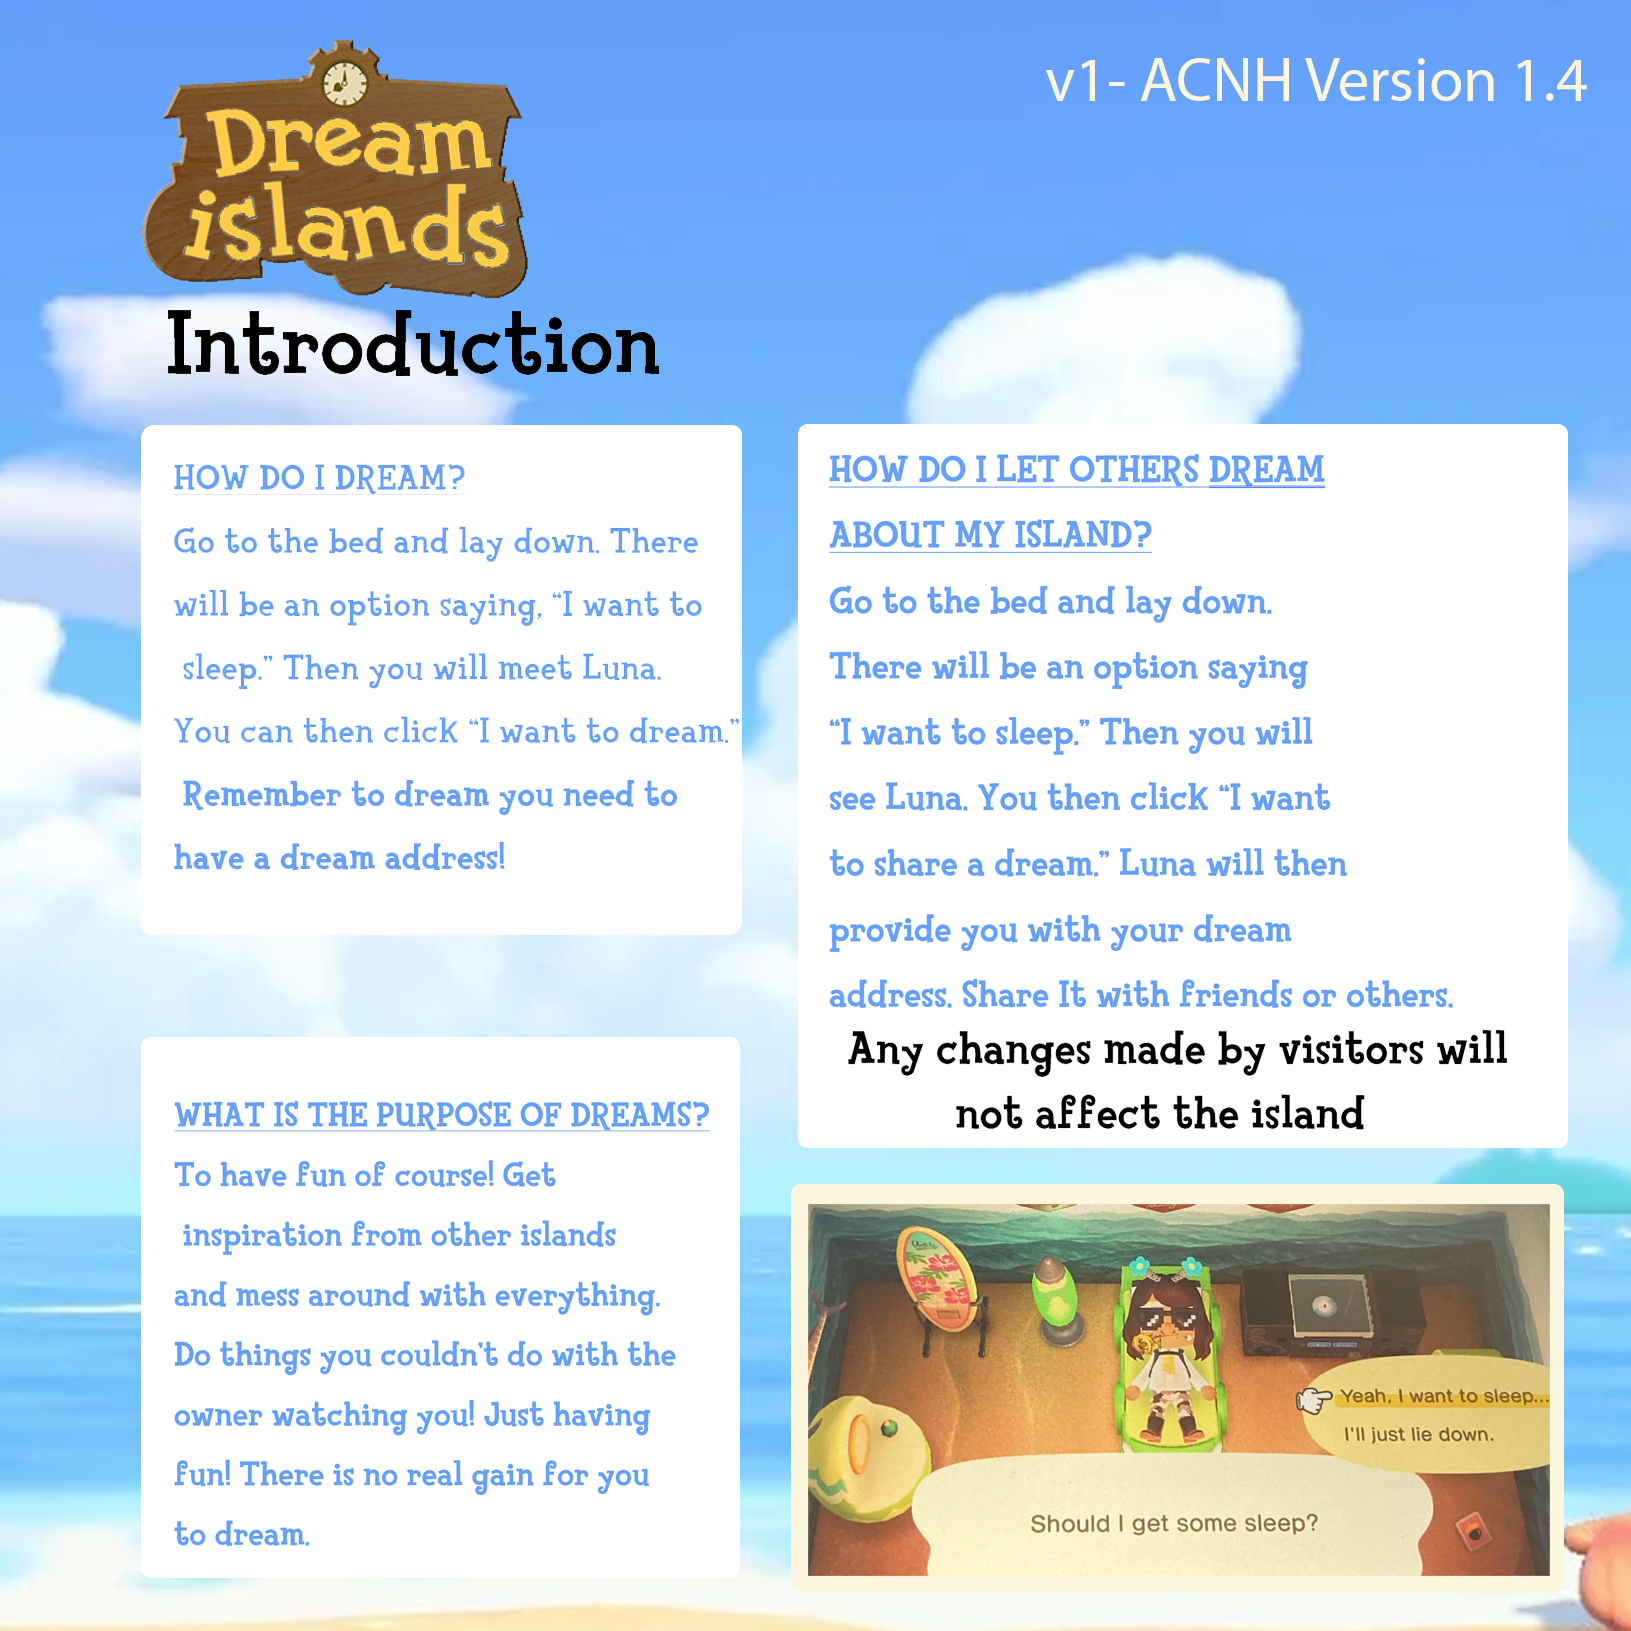 Dream
islands
v1- ACNH Version 1.4
Introduction
HOW DO I DREAM?
Go to the bed and lay down. There
will be an option saying, “I want to
sleep.” Then you will meet Luna.
You can then click “I want to dream.”
Remember to dream you need to
have a dream address!
WHAT IS THE PURPOSE OF DREAMS?
To have fun of course! Get
inspiration from other islands
and mess around with everything.
Do things you couldn’t do with the
owner watching you! Just having
fun! There is no real gain for you
to dream.
HOW DO I LET OTHERS DREAM
ABOUT MY ISLAND?
Go to the bed and lay down.
There will be an option saying
“I want to sleep.” Then you will
see Luna. You then click “I want
to share a dream.” Luna will then
provide you with your dream
address. Share It with friends or others.
Any changes made by visitors will
not affect the island
Yeah, I want to sleep...
I'll just lie down.
Should I get some sleep?